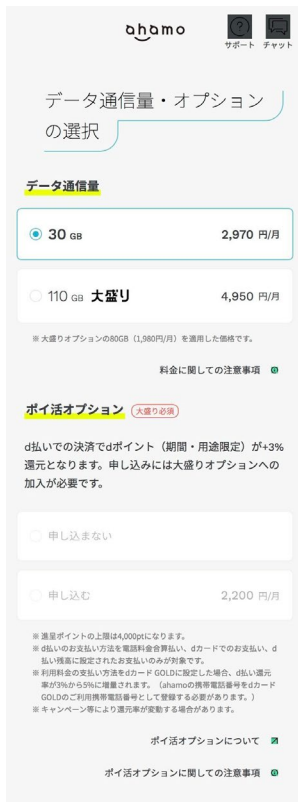 ahamo
サポート チャット
データ通信量・オプション
の選択
データ通信量
30 GB 2,970 円/月
110 GB 大盛り 4,950 円/月
※ 大盛りオプションの80GB（1,980円/月）を適用した価格です。
料金に関しての注意事項
ポイ活オプション 大盛り必須
d払いでの決済でdポイント（期間・用途限定）が+3%
還元となります。申し込みには大盛りオプションへの
加入が必要です。
申し込まない
申し込む 2,200 円/月
※ 進呈ポイントの上限は4,000ptになります。
※ d払いのお支払い方法を電話料金合算払い、dカードでのお支払い、d
払い残高に設定されたお支払いのみが対象です。
※ 利用料金の支払い方法をdカード GOLDに設定した場合、d払い還元
率が3%から5%に増量されます。（ahamoの携帯電話番号をdカード
GOLDのご利用携帯電話番号として登録する必要があります。）
※ キャンペーン等により還元率が変動する場合があります。
ポイ活オプションについて
ポイ活オプションに関しての注意事項